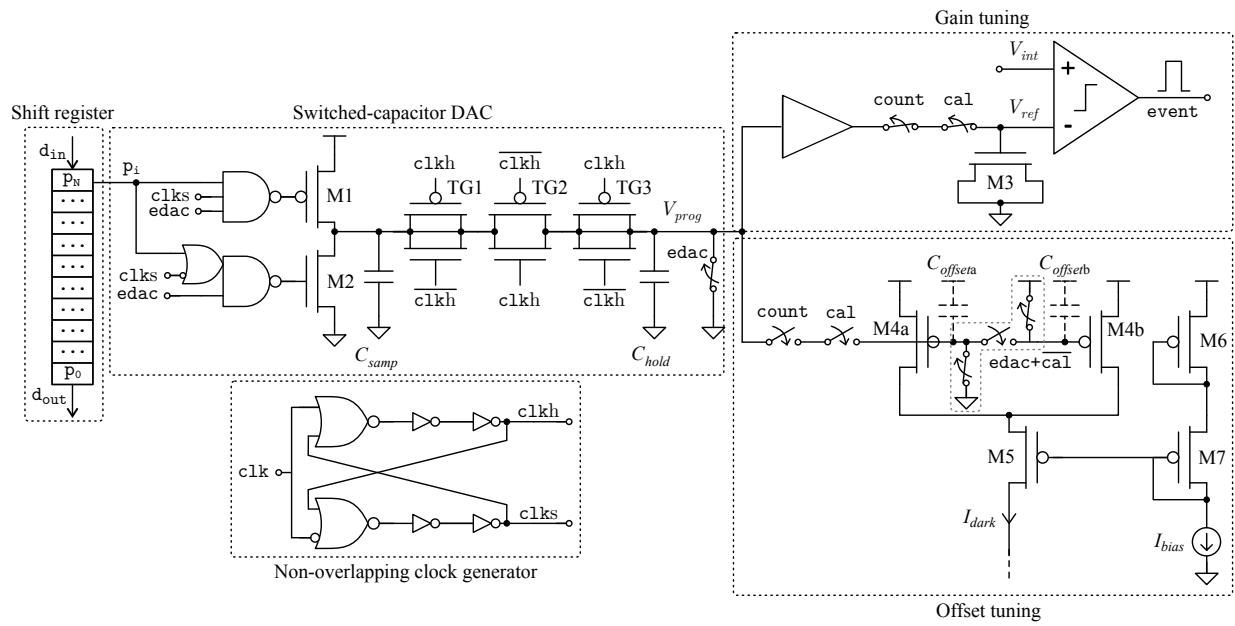 Gain tuning
V_int
count
cal
V_ref
event
M3
+
-
Shift register
Switched-capacitor DAC
d_in
p_N
...
...
...
...
...
...
...
...
p_0
d_out
p_i
clks
edac
clks
edac
M1
M2
clkh
TG1
clkh
clkh
TG2
clkh
clkh
TG3
clkh
V_prog
edac
C_samp
C_hold
count
cal
M4a
C_offseta
C_offsetb
edac+cal
M4b
M6
M5
M7
I_dark
I_bias
Offset tuning
clk
clkh
clks
Non-overlapping clock generator